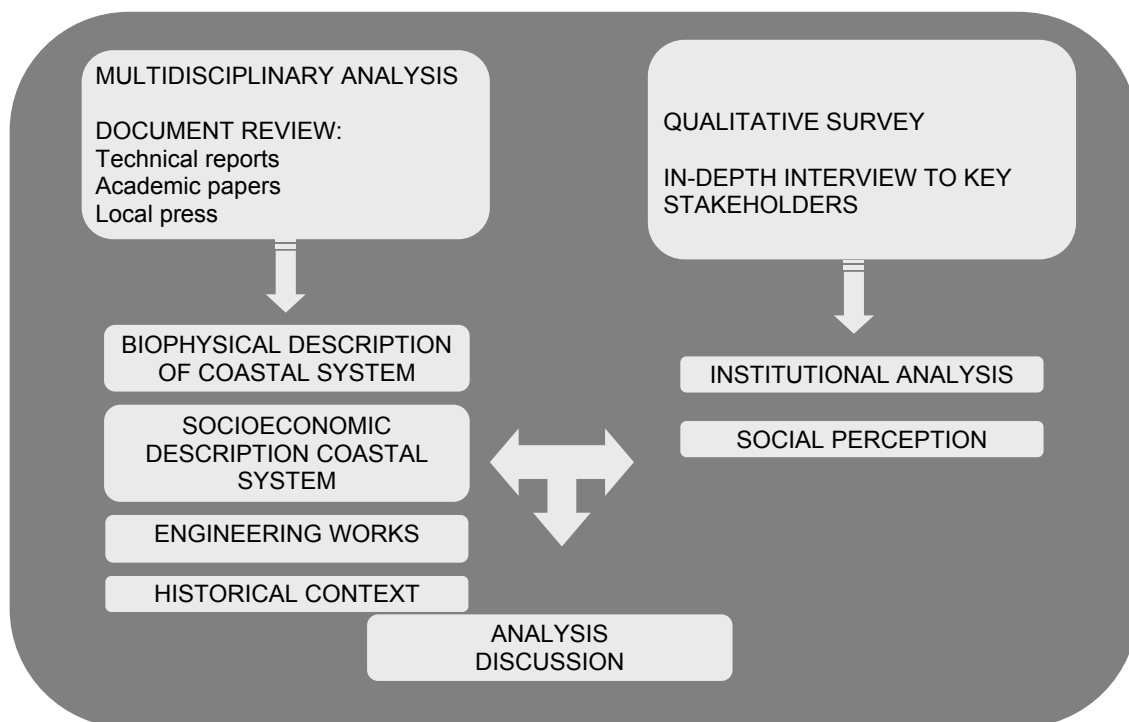 MULTIDISCIPLINARY ANALYSIS
DOCUMENT REVIEW:
Technical reports
Academic papers
Local press
QUALITATIVE SURVEY
IN-DEPTH INTERVIEW TO KEY
STAKEHOLDERS
BIOPHYSICAL DESCRIPTION
OF COASTAL SYSTEM
SOCIOECONOMIC
DESCRIPTION COASTAL
SYSTEM
ENGINEERING WORKS
HISTORICAL CONTEXT
INSTITUTIONAL ANALYSIS
SOCIAL PERCEPTION
ANALYSIS
DISCUSSION